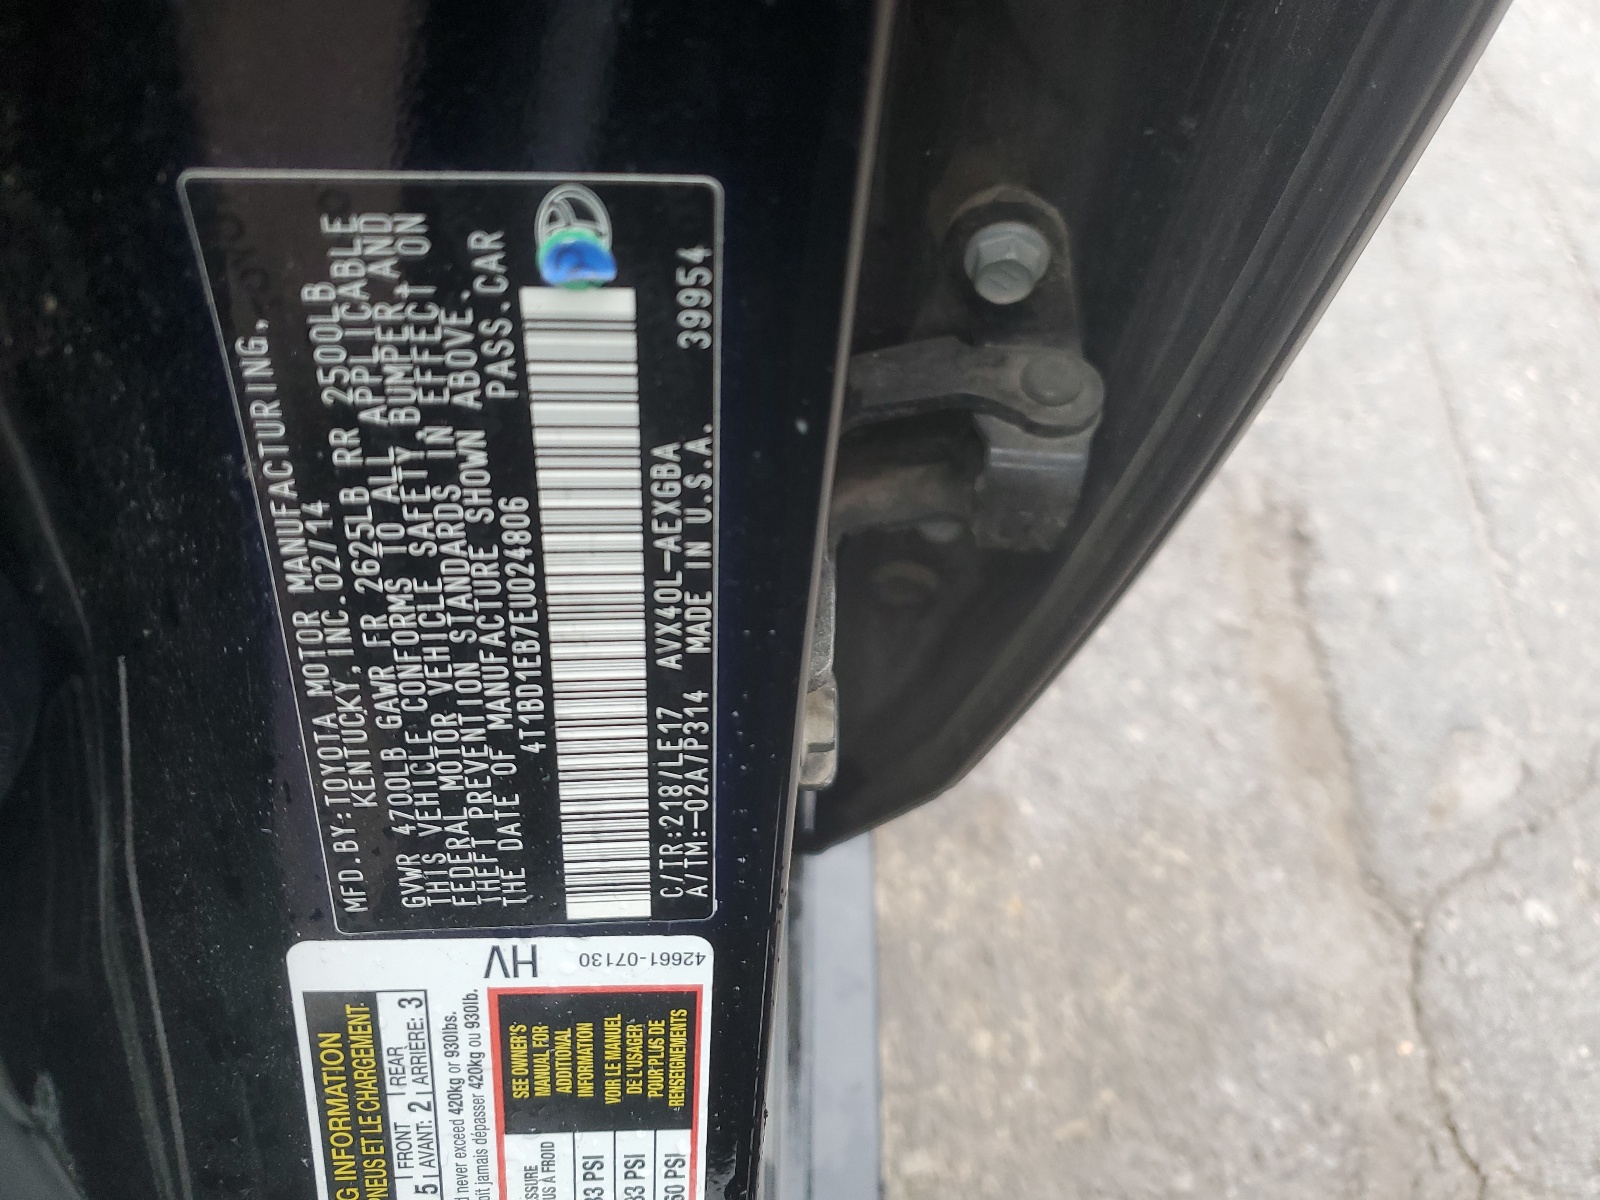 MFD.BY:TOYOTA MOTOR MANUFACTURING,
KENTUCKY,INC.02/14
GVWR 4700LB GAWR FR 2625LB RR 2500LB
THIS VEHICLE CONFORMS TO ALL APPLICABLE
FEDERAL MOTOR VEHICLE SAFETY BUMPER, AND
THEFT PREVENTION STANDARDS IN EFFECT ON
THE DATE OF MANUFACTURE SHOWN ABOVE.
4T1BD1EB7EU024806 PASS.CAR
C/TR:218/LE17 AVX40L-AEXGBA
A/TM:-02A/P314 MADE IN U.S.A. 39954
HV
42661-07130
G INFORMATION
PNEUS ET LE CHARGEMENT
5 FRONT AVANT: 2 REAR ARRIÈRE: 3
d never exceed 420kg or 930lbs.
oit jamais dépasser 420kg ou 930lb.
SSURE
US À FROID
33 PSI
33 PSI
60 PSI
SEE OWNER'S
MANUAL FOR
ADDITIONAL
INFORMATION
VOIR LE MANUEL
DE L'USAGER
POUR PLUS DE
RENSEIGNEMENTS